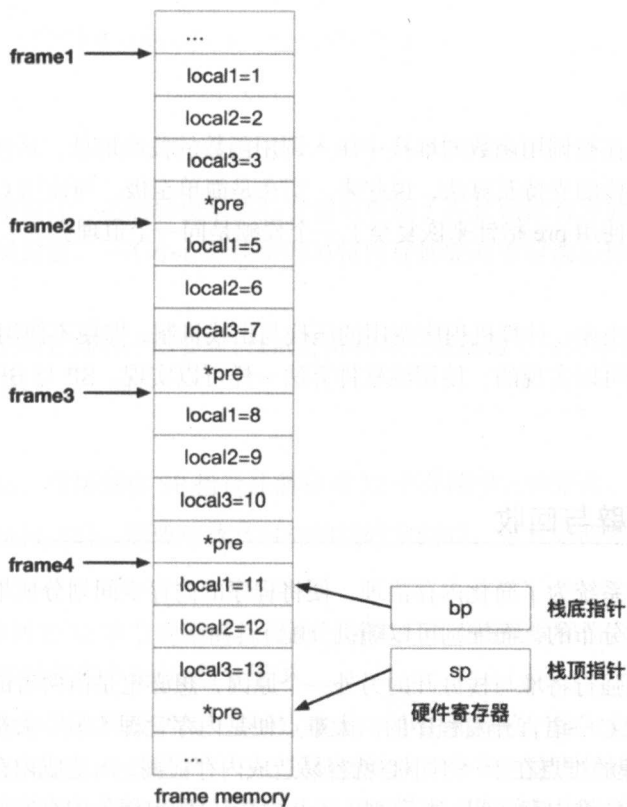 ...
frame1
local1=1
local2=2
local3=3
*pre
frame2
local1=5
local2=6
local3=7
*pre
frame3
local1=8
local2=9
local3=10
*pre
frame4
local1=11
bp 栈底指针
local2=12
local3=13
sp 栈顶指针
*pre
硬件寄存器
...
frame memory